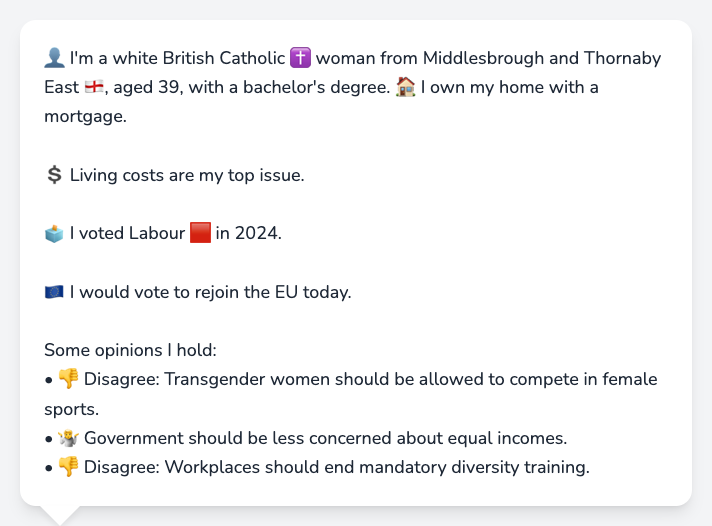 👤 I'm a white British Catholic ✝️ woman from Middlesbrough and Thornaby
East 🏴󠁧󠁢󠁥󠁮󠁧󠁿, aged 39, with a bachelor's degree. 🏠 I own my home with a
mortgage.
💲 Living costs are my top issue.
🗳️ I voted Labour 🟥 in 2024.
🇪🇺 I would vote to rejoin the EU today.
Some opinions I hold:
• 👎 Disagree: Transgender women should be allowed to compete in female
sports.
• 🤷 Government should be less concerned about equal incomes.
• 👎 Disagree: Workplaces should end mandatory diversity training.